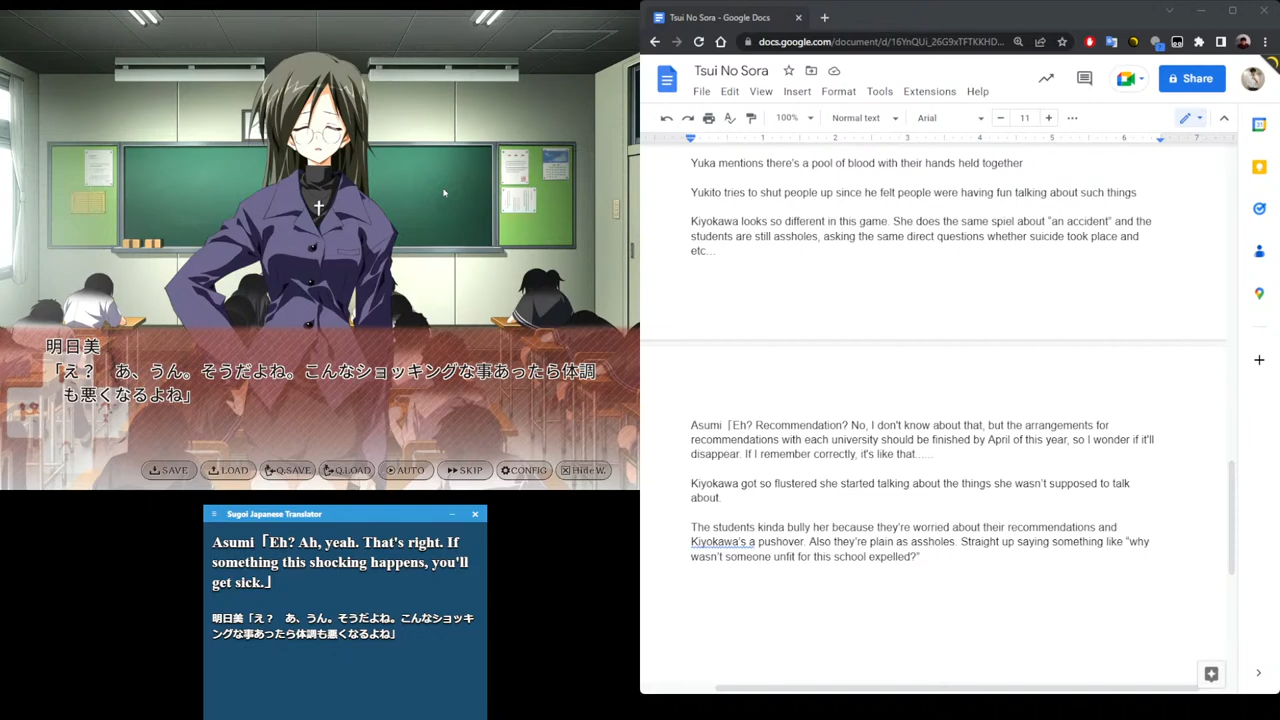 明日美
「え？　あ、うん。そうだよね。こんなショッキングな事あったら体調
も悪くなるよね」
SAVE
LOAD
Q.SAVE
Q.LOAD
AUTO
SKIP
CONFIG
Hide W.
Sugoi Japanese Translator
Asumi「Eh? Ah, yeah. That's right. If
something this shocking happens, you'll
get sick.」
明日美「え？　あ、うん。そうだよね。こんなショッキ
ングな事あったら体調も悪くなるよね」
Tsui No Sora - Google Docs
docs.google.com/document/d/16YnQUi_26G9xTFTKKHD...
Tsui No Sora
File Edit View Insert Format Tools Extensions Help
Share
100% Normal text Arial 11
1 2 3 4 5 6 7
Yuka mentions there's a pool of blood with their hands held together
Yukito tries to shut people up since he felt people were having fun talking about such things
Kiyokawa looks so different in this game. She does the same spiel about "an accident" and the
students are still assholes, asking the same direct questions whether suicide took place and
etc...
Asumi「Eh? Recommendation? No, I don't know about that, but the arrangements for
recommendations with each university should be finished by April of this year, so I wonder if it'll
disappear. If I remember correctly, it's like that......
Kiyokawa got so flustered she started talking about the things she wasn't supposed to talk
about.
The students kinda bully her because they're worried about their recommendations and
Kiyokawa's a pushover. Also they're plain as assholes. Straight up saying something like "why
wasn't someone unfit for this school expelled?"